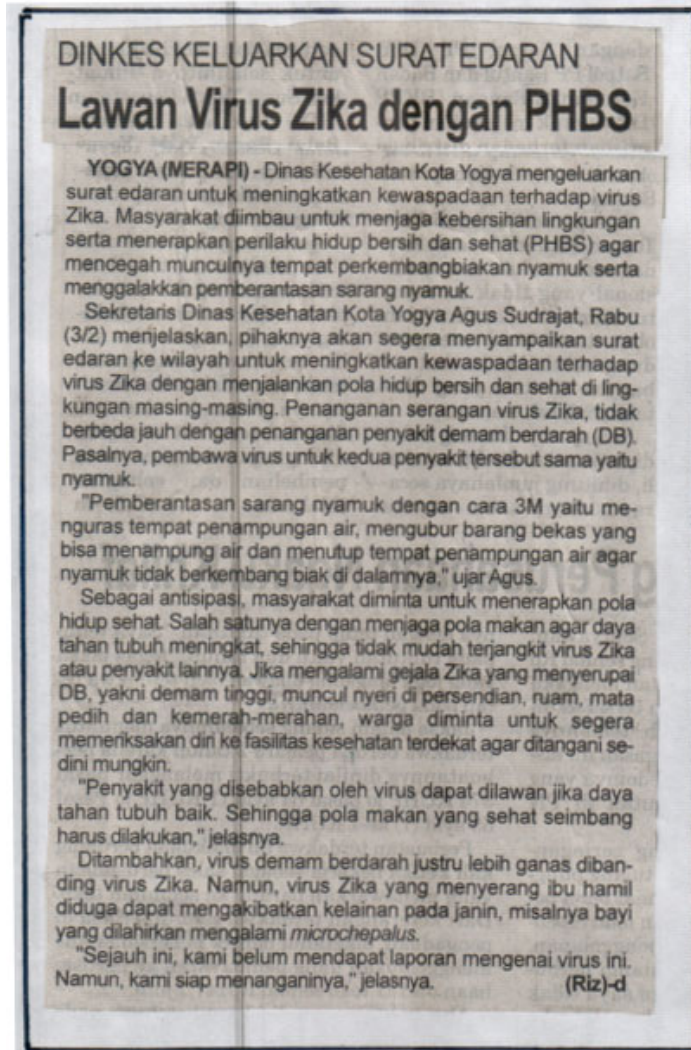 DINKES KELUARKAN SURAT EDARAN
Lawan Virus Zika dengan PHBS
YOGYA (MERAPI) - Dinas Kesehatan Kota Yogya mengeluarkan
surat edaran untuk meningkatkan kewaspadaan terhadap virus
Zika. Masyarakat diimbau untuk menjaga kebersihan lingkungan
serta menerapkan perilaku hidup bersih dan sehat (PHBS) agar
mencegah munculnya tempat perkembangbiakan nyamuk serta
menggalakkan pemberantasan sarang nyamuk.
Sekretaris Dinas Kesehatan Kota Yogya Agus Sudrajat, Rabu
(3/2) menjelaskan, pihaknya akan segera menyampaikan surat
edaran ke wilayah untuk meningkatkan kewaspadaan terhadap
virus Zika dengan menjalankan pola hidup bersih dan sehat di ling-
kungan masing-masing. Penanganan serangan virus Zika, tidak
berbeda jauh dengan penanganan penyakit demam berdarah (DB).
Pasalnya, pembawa virus untuk kedua penyakit tersebut sama yaitu
nyamuk.
"Pemberantasan sarang nyamuk dengan cara 3M yaitu me-
nguras tempat penampungan air, mengubur barang bekas yang
bisa menampung air dan menutup tempat penampungan air agar
nyamuk tidak berkembang biak di dalamnya," ujar Agus.
Sebagai antisipasi, masyarakat diminta untuk menerapkan pola
hidup sehat. Salah satunya dengan menjaga pola makan agar daya
tahan tubuh meningkat, sehingga tidak mudah terjangkit virus Zika
atau penyakit lainnya. Jika mengalami gejala Zika yang menyerupai
DB, yakni demam tinggi, muncul nyeri di persendian, ruam, mata
pedih dan kemerah-merahan, warga diminta untuk segera
memeriksakan diri ke fasilitas kesehatan terdekat agar ditangani se-
dini mungkin.
"Penyakit yang disebabkan oleh virus dapat dilawan jika daya
tahan tubuh baik. Sehingga pola makan yang sehat seimbang
harus dilakukan," jelasnya.
Ditambahkan, virus demam berdarah justru lebih ganas diban-
ding virus Zika. Namun, virus Zika yang menyerang ibu hamil
diduga dapat mengakibatkan kelainan pada janin, misalnya bayi
yang dilahirkan mengalami microchepalus.
"Sejauh ini, kami belum mendapat laporan mengenai virus ini.
Namun, kami siap menanganinya," jelasnya. (Riz)-d